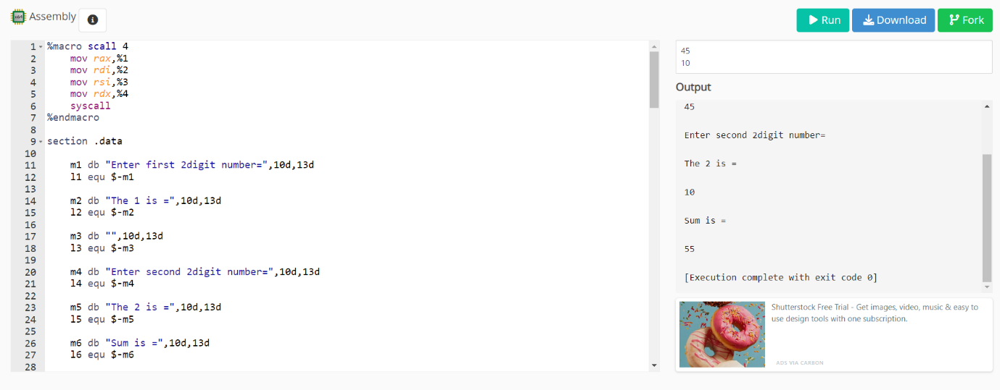 x64 Assembly
Run Download Fork
1 %macro scall 4
2 mov rax,%1
3 mov rdi,%2
4 mov rsi,%3
5 mov rdx,%4
6 syscall
7 %endmacro
8
9 section .data
10
11 m1 db "Enter first 2digit number=",10d,13d
12 l1 equ $-m1
13
14 m2 db "The 1 is =",10d,13d
15 l2 equ $-m2
16
17 m3 db "",10d,13d
18 l3 equ $-m3
19
20 m4 db "Enter second 2digit number=",10d,13d
21 l4 equ $-m4
22
23 m5 db "The 2 is =",10d,13d
24 l5 equ $-m5
25
26 m6 db "Sum is =",10d,13d
27 l6 equ $-m6
28
45
10
Output
45
Enter second 2digit number=
The 2 is =
10
Sum is =
55
[Execution complete with exit code 0]
Shutterstock Free Trial - Get images, video, music & easy to
use design tools with one subscription.
ADS VIA CARBON